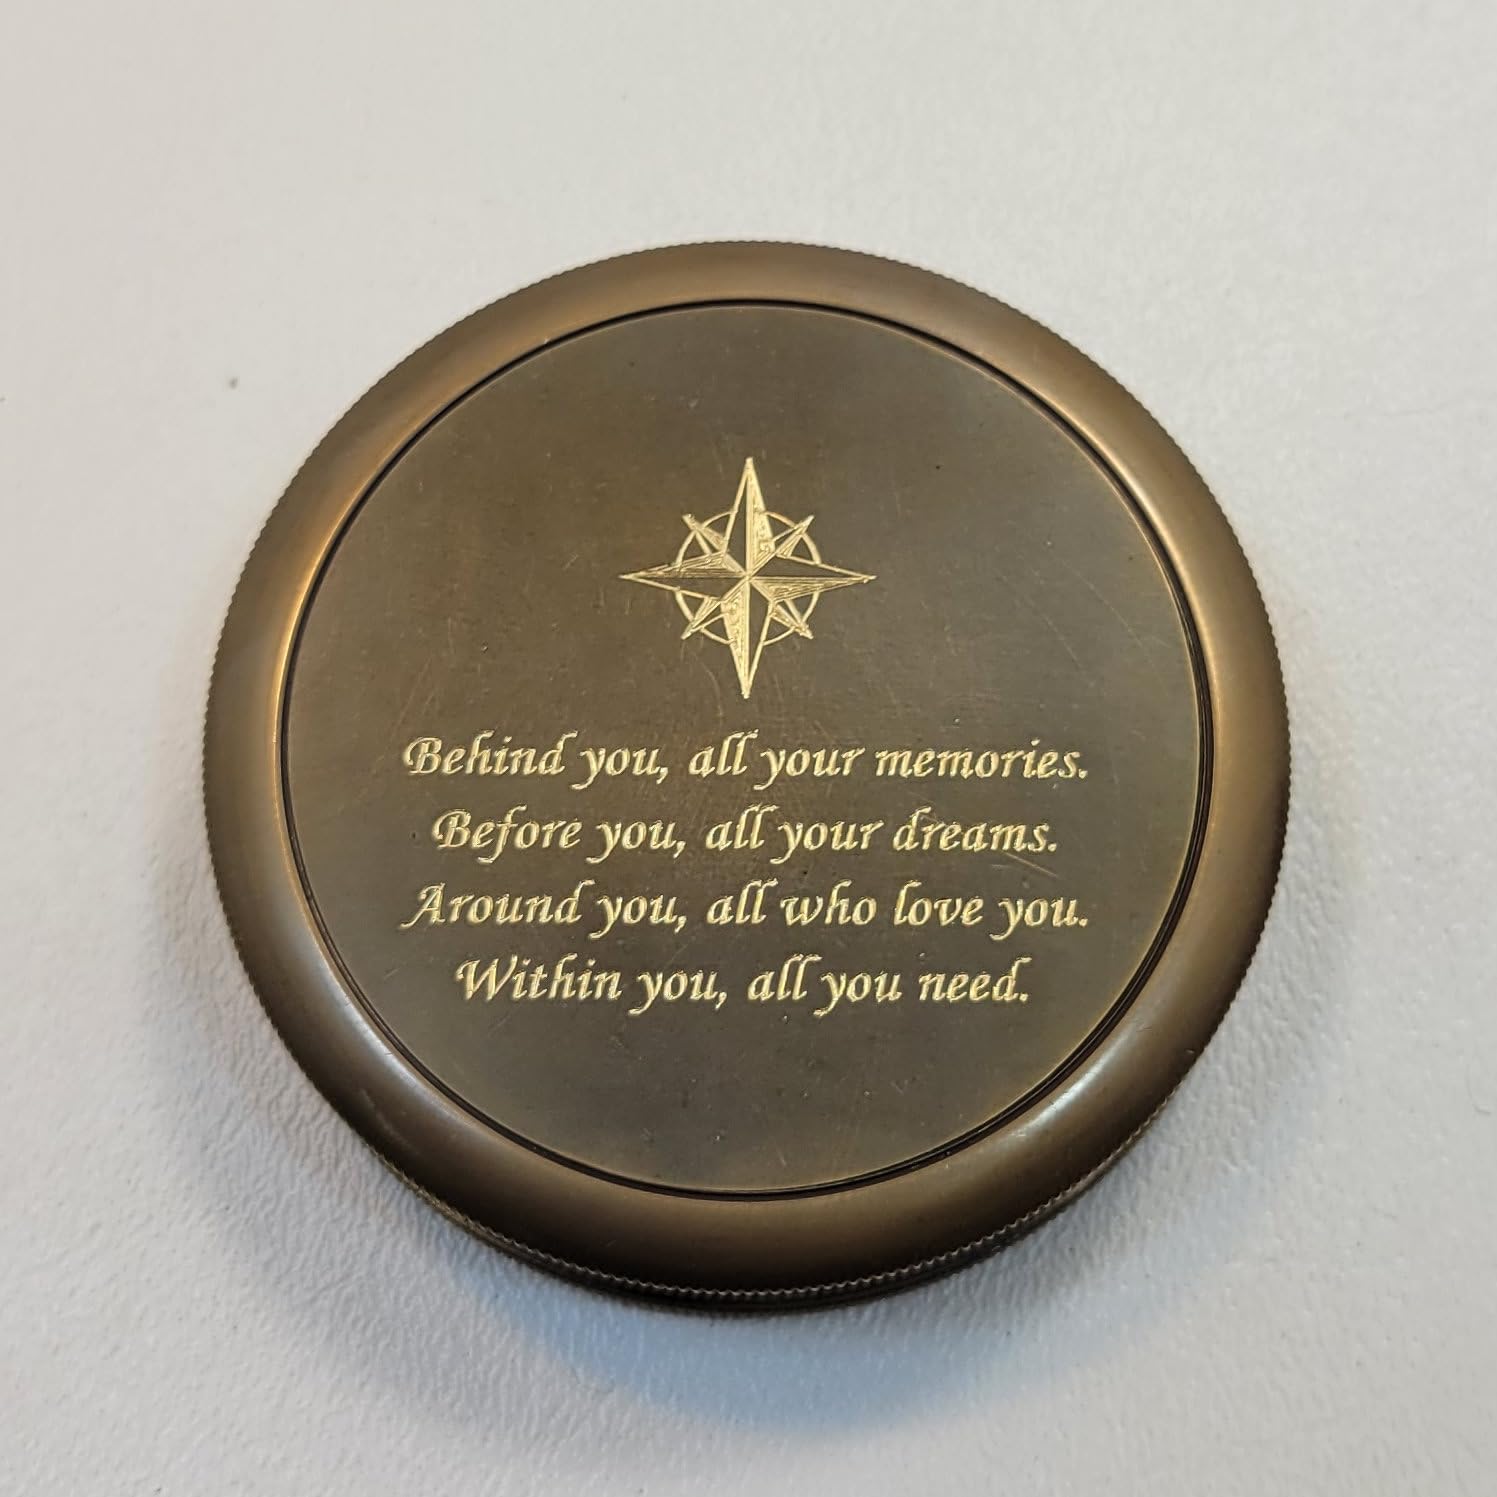 Behind you, all your memories.
Before you, all your dreams.
Around you, all who love you.
Within you, all you need.